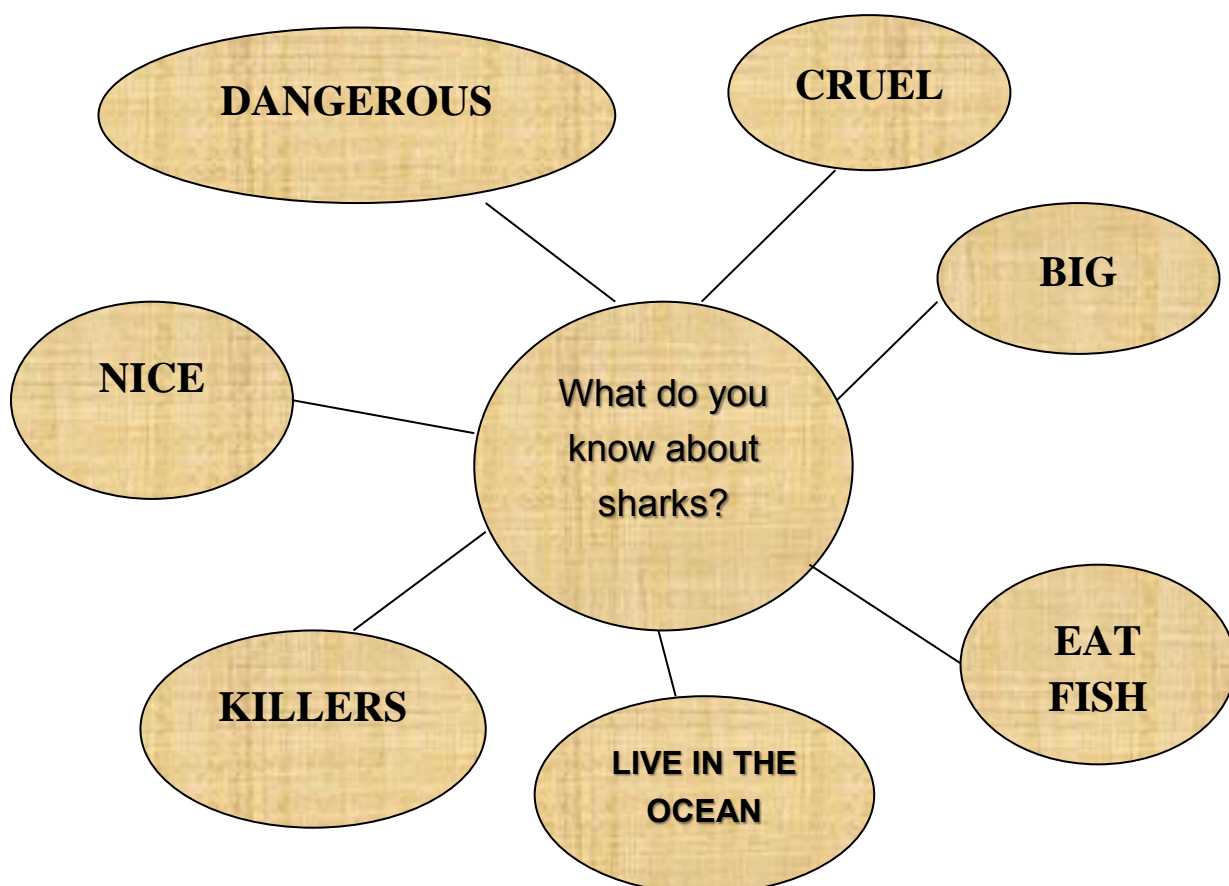 DANGEROUS
CRUEL
BIG
NICE
What do you
know about
sharks?
EAT
FISH
KILLERS
LIVE IN THE
OCEAN